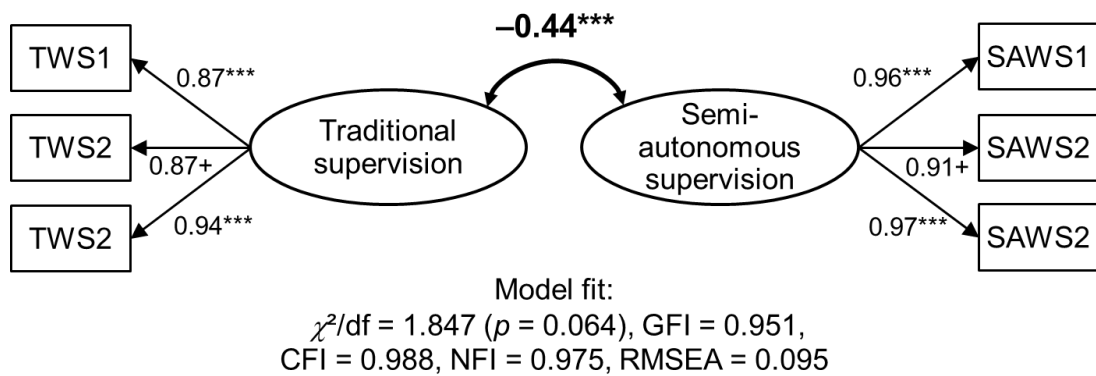 –0.44***
TWS1
0.87***
TWS2
0.87+
TWS2
0.94***
Traditional
supervision
Semi-
autonomous
supervision
0.96***
SAWS1
0.91+
SAWS2
0.97***
SAWS2
Model fit:
χ²/df = 1.847 (p = 0.064), GFI = 0.951,
CFI = 0.988, NFI = 0.975, RMSEA = 0.095